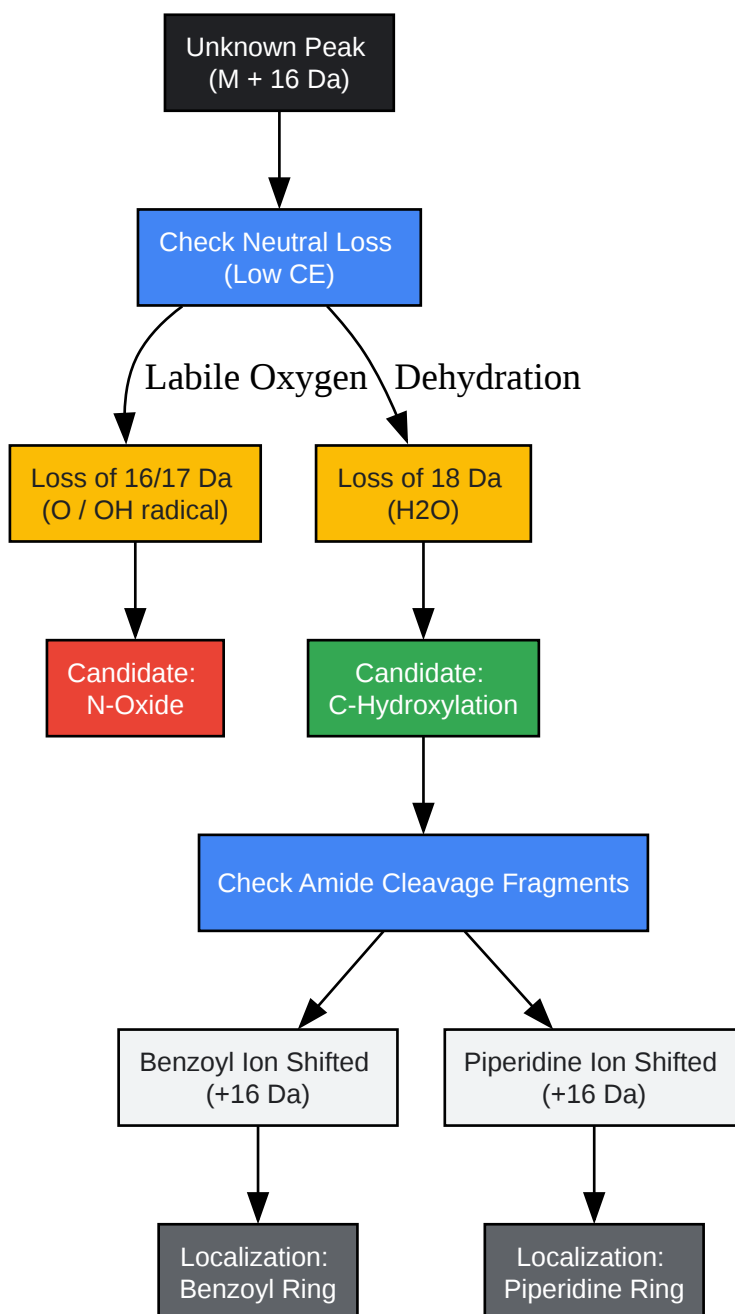 Unknown Peak
(M + 16 Da)
Check Neutral Loss
(Low CE)
Labile Oxygen
Dehydration
Loss of 16/17 Da
(O / OH radical)
Loss of 18 Da
(H2O)
Candidate:
N-Oxide
Candidate:
C-Hydroxylation
Check Amide Cleavage Fragments
Benzoyl Ion Shifted
(+16 Da)
Piperidine Ion Shifted
(+16 Da)
Localization:
Benzoyl Ring
Localization:
Piperidine Ring